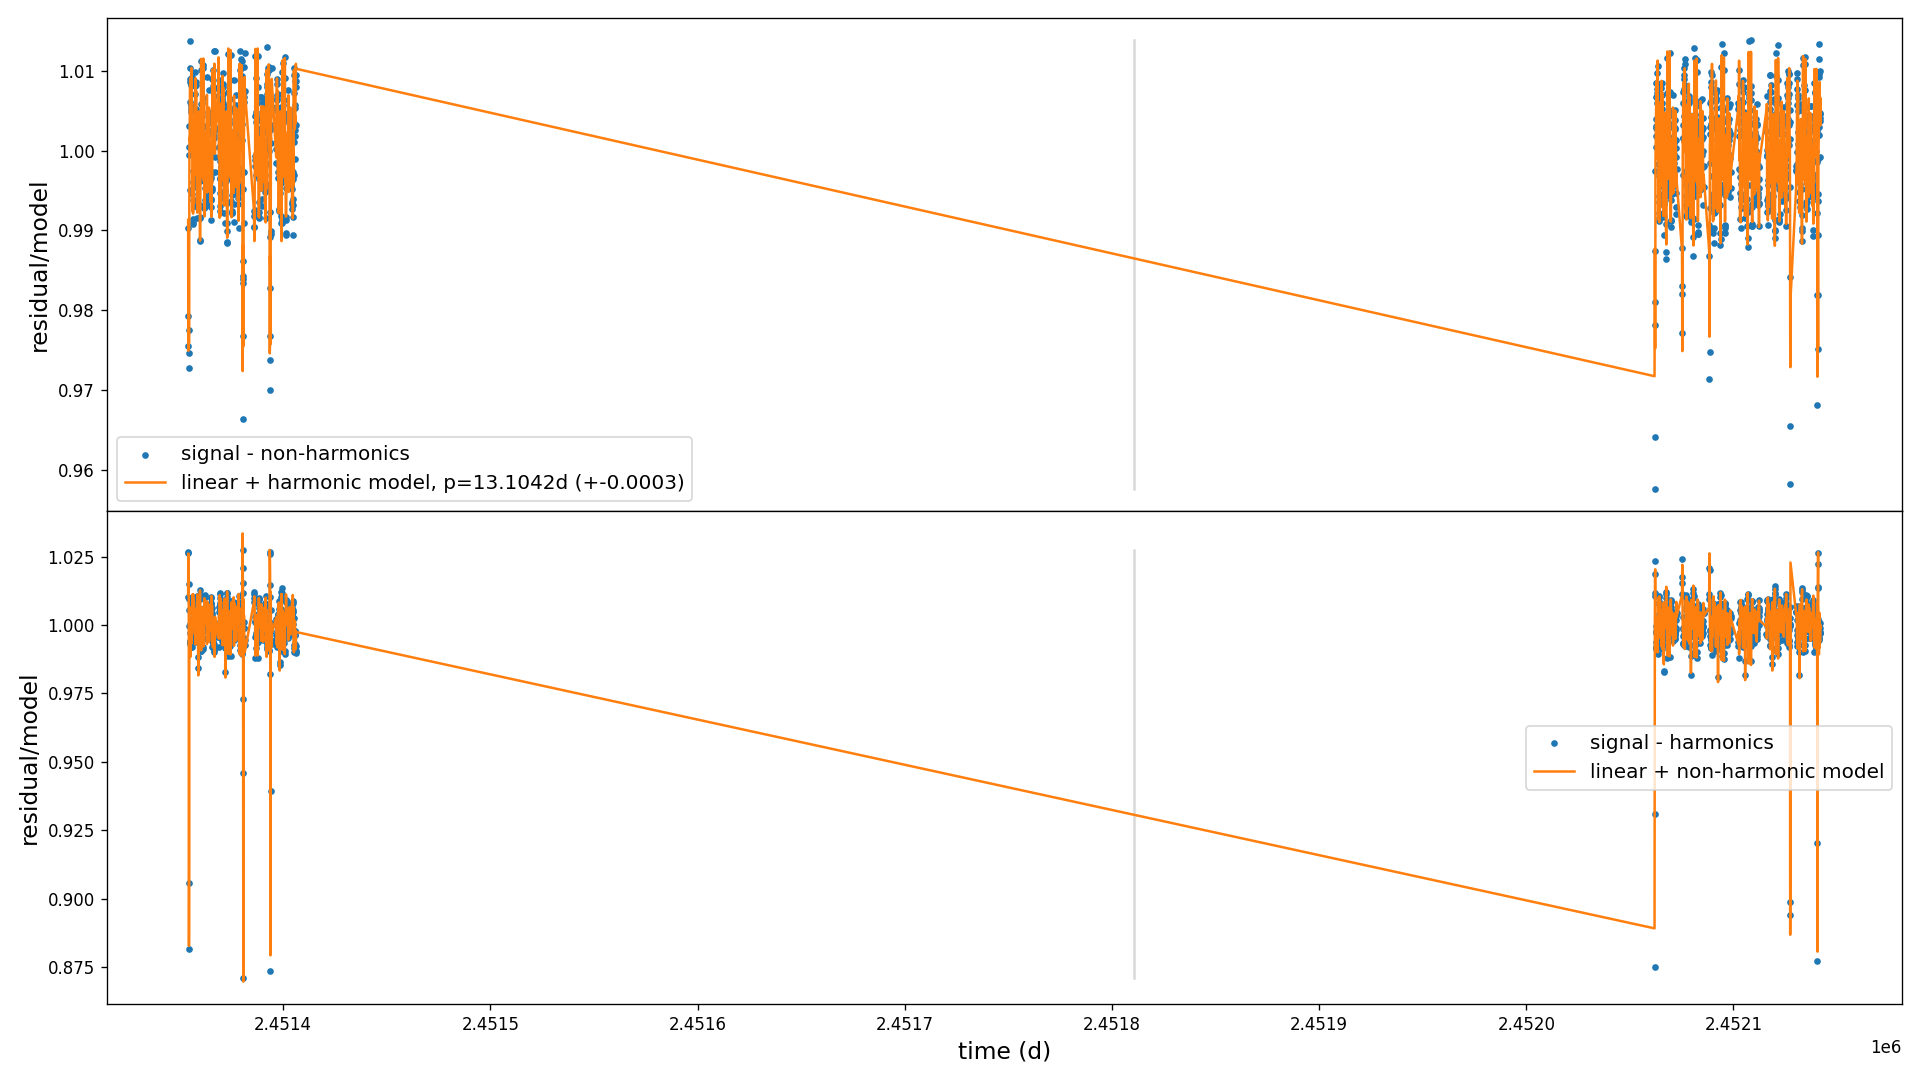 1.01
1.00
0.99
0.98
0.97
0.96
residual/model
signal - non-harmonics
linear + harmonic model, p=13.1042d (+-0.0003)
1.025
1.000
0.975
0.950
0.925
0.900
0.875
residual/model
signal - harmonics
linear + non-harmonic model
2.4514
2.4515
2.4516
2.4517
2.4518
2.4519
2.4520
2.4521
1e6
time (d)